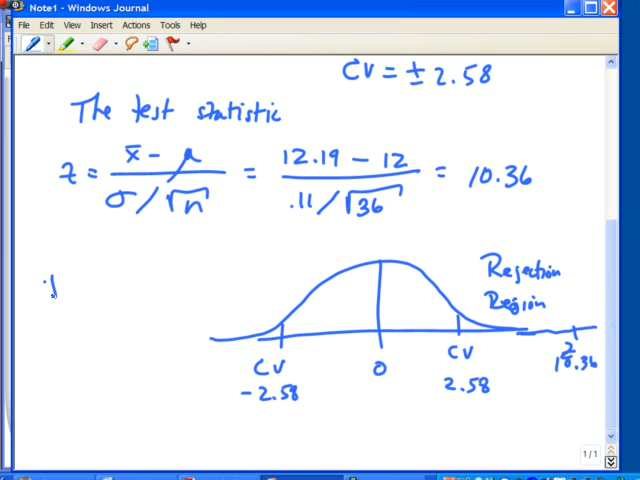 Note1 - Windows Journal
File Edit View Insert Actions Tools Help
CV = ± 2.58
The test statistic
z = x̄ - μ / σ/√n = 12.19 - 12 / .11/√36 = 10.36
Rejection
Region
CV 0 CV z
-2.58 2.58 10.36
1/1